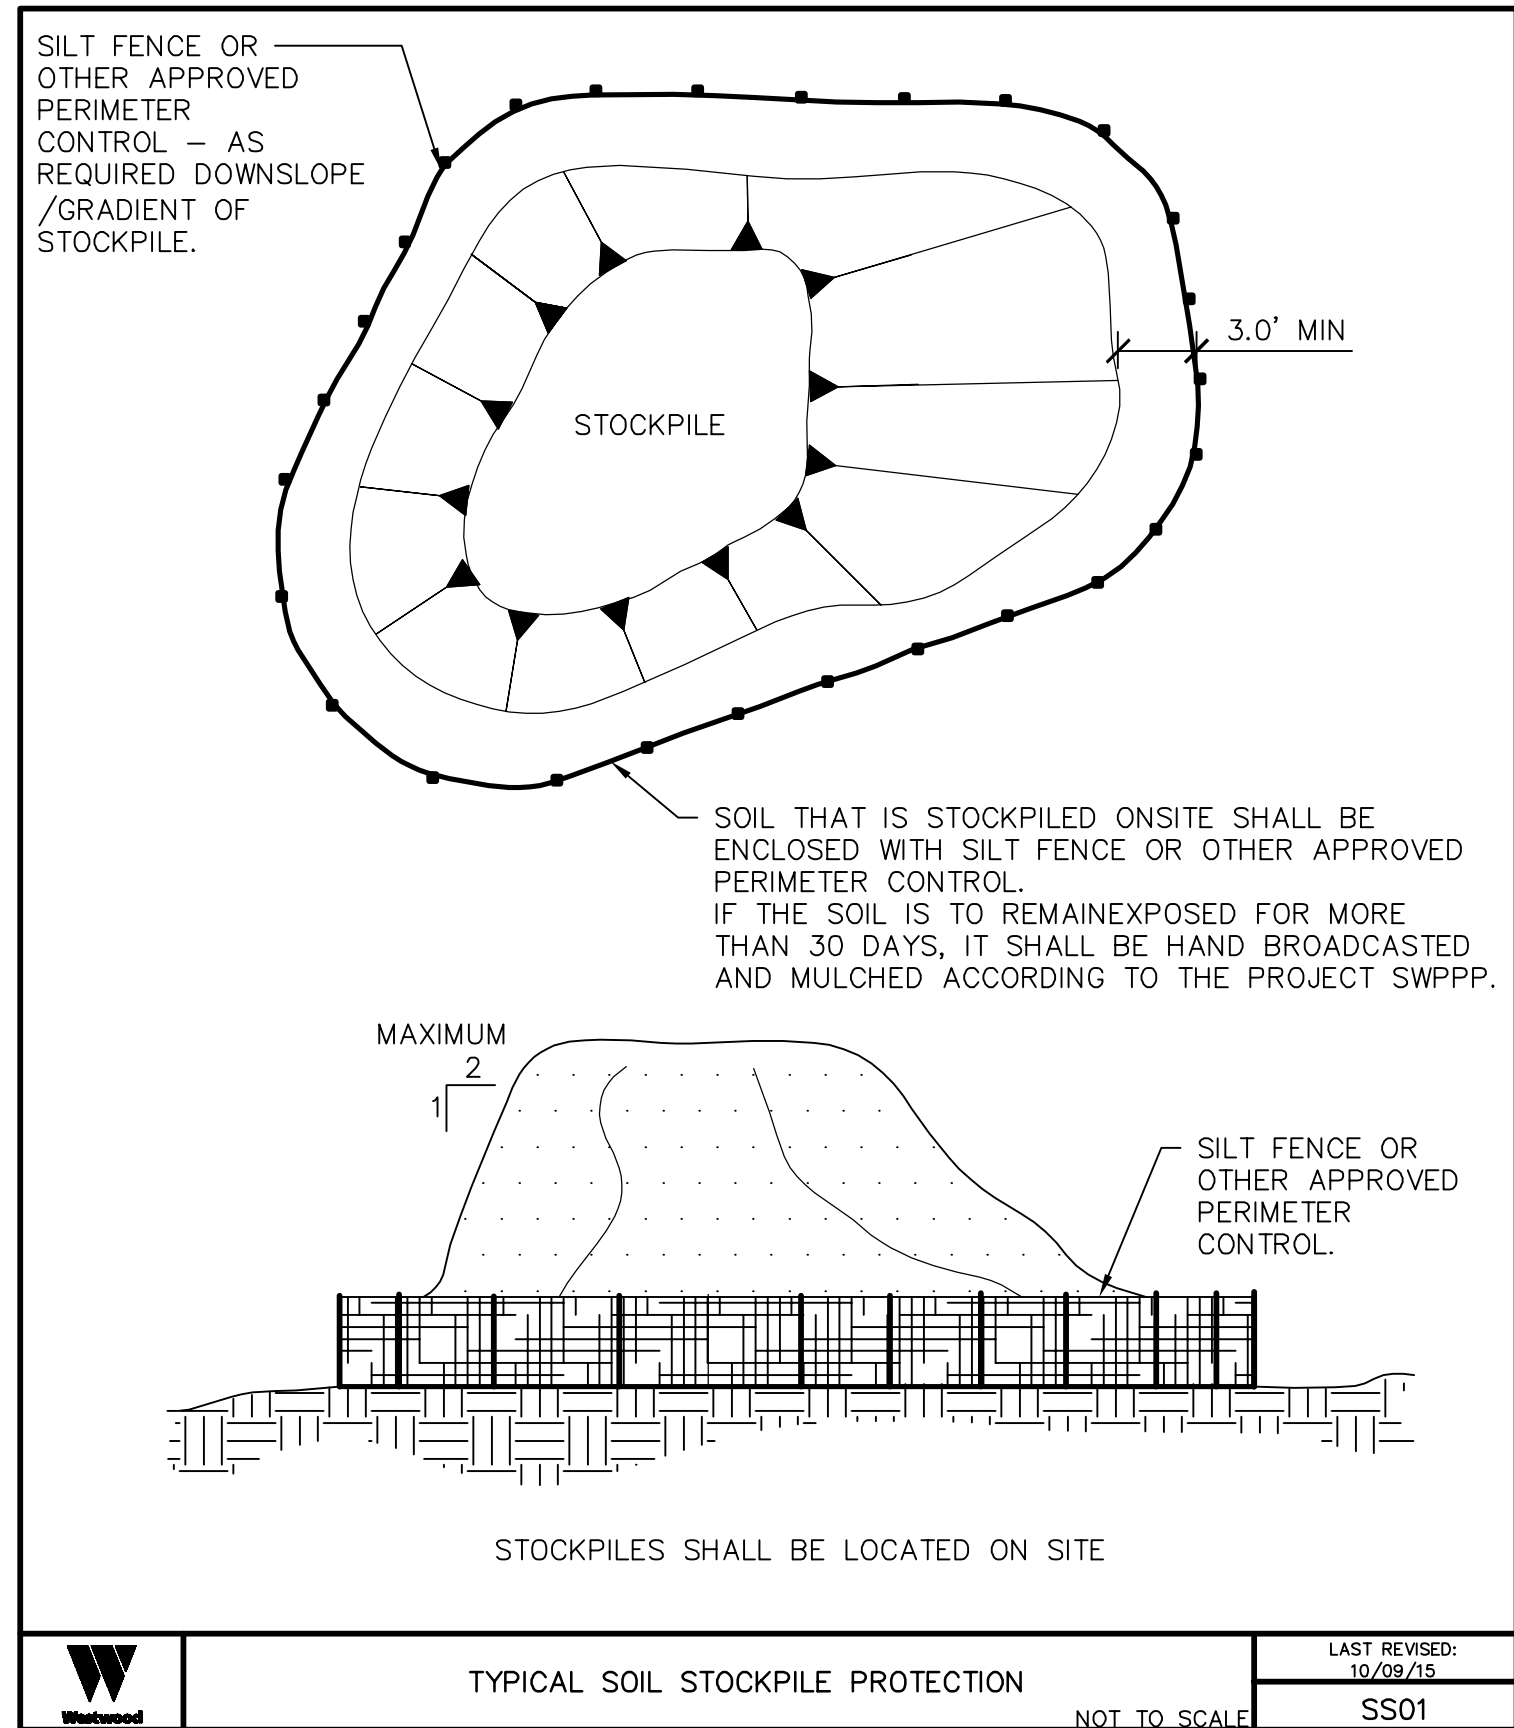 SILT FENCE OR
OTHER APPROVED
PERIMETER
CONTROL – AS
REQUIRED DOWNSLOPE
/GRADIENT OF
STOCKPILE.
3.0' MIN
STOCKPILE
SOIL THAT IS STOCKPILED ONSITE SHALL BE
ENCLOSED WITH SILT FENCE OR OTHER APPROVED
PERIMETER CONTROL.
IF THE SOIL IS TO REMAINEXPOSED FOR MORE
THAN 30 DAYS, IT SHALL BE HAND BROADCASTED
AND MULCHED ACCORDING TO THE PROJECT SWPPP.
MAXIMUM
2
1
SILT FENCE OR
OTHER APPROVED
PERIMETER
CONTROL.
STOCKPILES SHALL BE LOCATED ON SITE
Westwood
TYPICAL SOIL STOCKPILE PROTECTION
NOT TO SCALE
LAST REVISED:
10/09/15
SS01